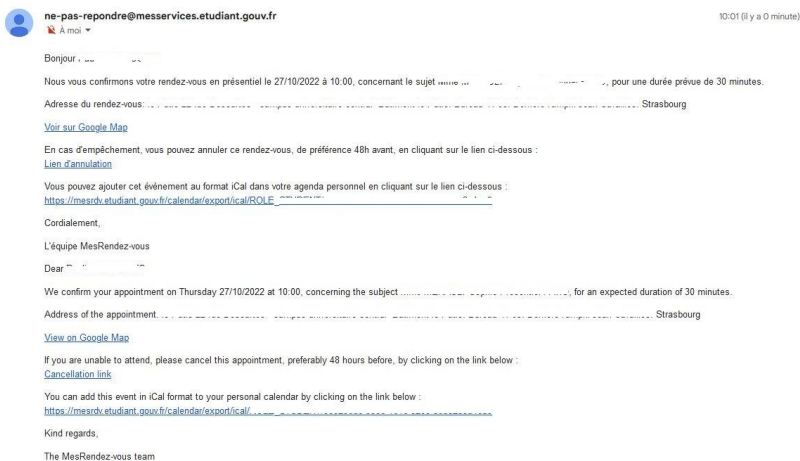 ne-pas-repondre@messervices.etudiant.gouv.fr
10:01 (il y a 0 minute)
À moi
Bonjour
Nous vous confirmons votre rendez-vous en présentiel le 27/10/2022 à 10:00, concernant le sujet , pour une durée prévue de 30 minutes.
Adresse du rendez-vous: Strasbourg
Voir sur Google Map
En cas d'empêchement, vous pouvez annuler ce rendez-vous, de préférence 48h avant, en cliquant sur le lien ci-dessous :
Lien d'annulation
Vous pouvez ajouter cet événement au format iCal dans votre agenda personnel en cliquant sur le lien ci-dessous :
https://mesrdv.etudiant.gouv.fr/calendar/export/ical/ROLE_
Cordialement,
L'équipe MesRendez-vous
Dear
We confirm your appointment on Thursday 27/10/2022 at 10:00, concerning the subject , for an expected duration of 30 minutes.
Address of the appointment. Strasbourg
View on Google Map
If you are unable to attend, please cancel this appointment, preferably 48 hours before, by clicking on the link below :
Cancellation link
You can add this event in iCal format to your personal calendar by clicking on the link below :
https://mesrdv.etudiant.gouv.fr/calendar/export/ical/
Kind regards,
The MesRendez-vous team